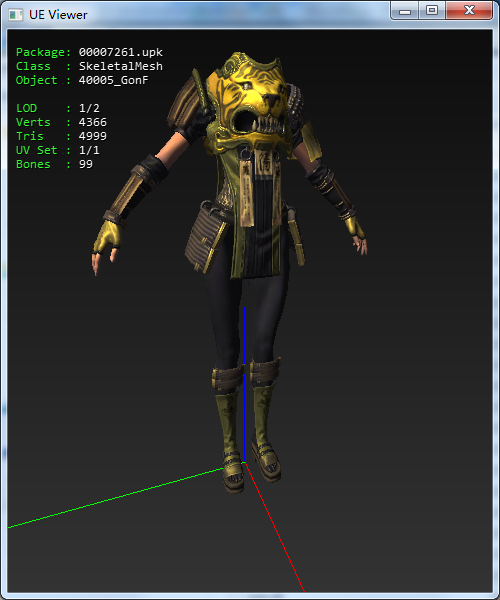 UE Viewer
Package: 00007261.upk
Class : SkeletalMesh
Object : 40005_GonF
LOD : 1/2
Verts : 4366
Tris : 4999
UV Set : 1/1
Bones : 99